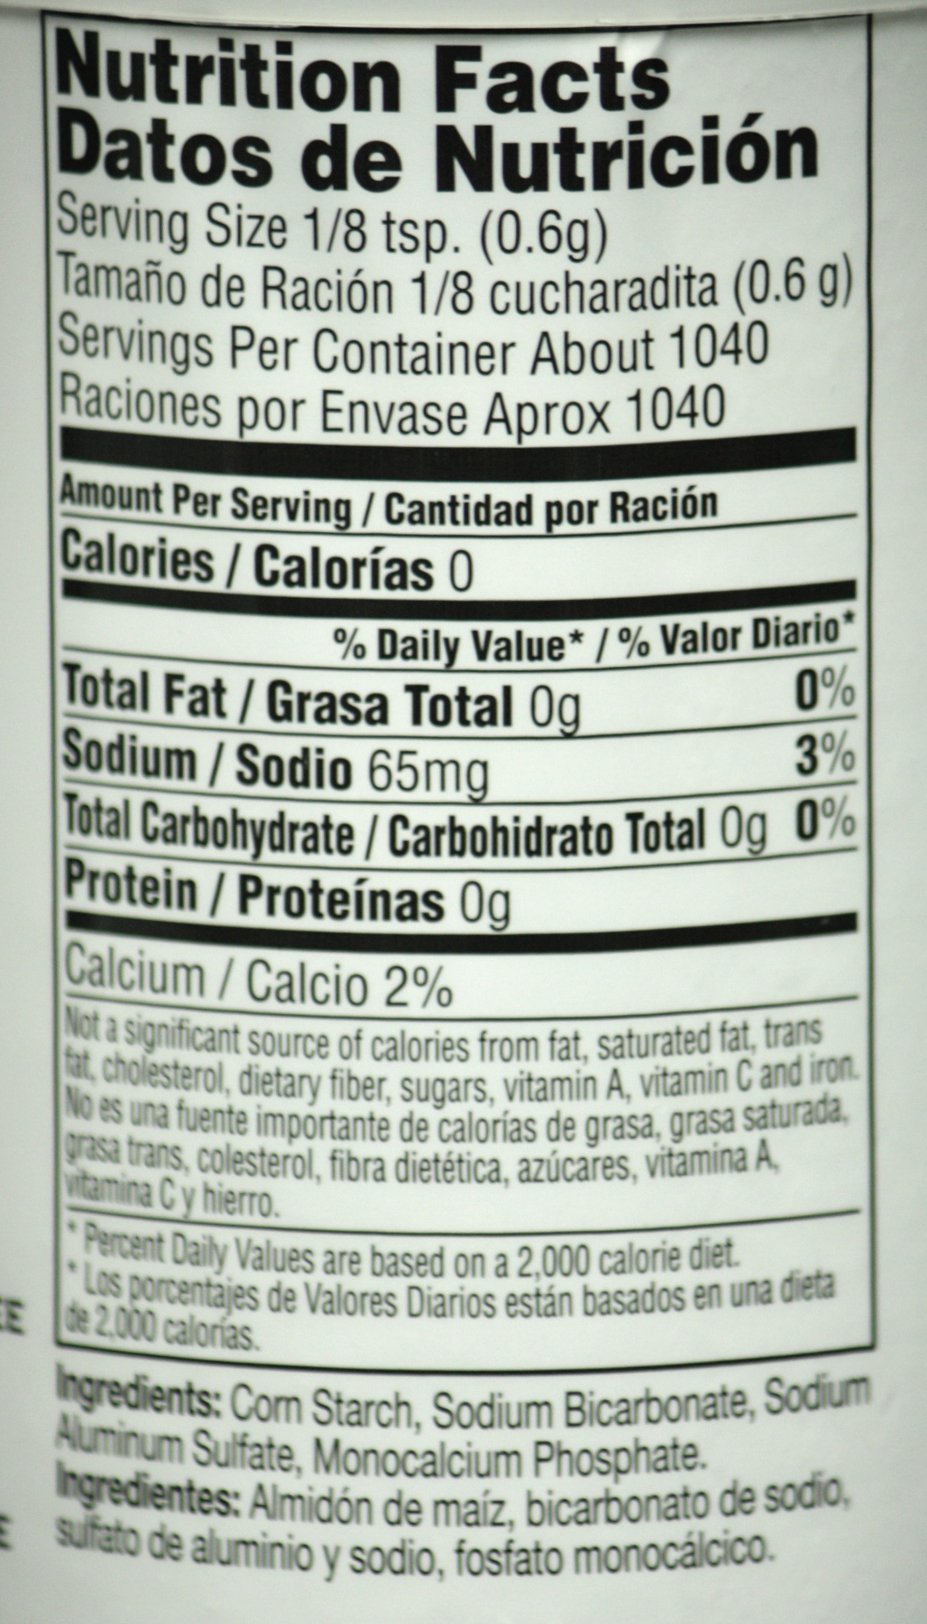 Nutrition Facts
Datos de Nutrición
Serving Size 1/8 tsp. (0.6g)
Tamaño de Ración 1/8 cucharadita (0.6 g)
Servings Per Container About 1040
Raciones por Envase Aprox 1040
Amount Per Serving / Cantidad por Ración
Calories / Calorías 0
% Daily Value* / % Valor Diario*
Total Fat / Grasa Total 0g 0%
Sodium / Sodio 65mg 3%
Total Carbohydrate / Carbohidrato Total 0g 0%
Protein / Proteínas 0g
Calcium / Calcio 2%
Not a significant source of calories from fat, saturated fat, trans
fat, cholesterol, dietary fiber, sugars, vitamin A, vitamin C and iron.
No es una fuente importante de calorías de grasa, grasa saturada,
grasa trans, colesterol, fibra dietética, azúcares, vitamina A,
vitamina C y hierro.
* Percent Daily Values are based on a 2,000 calorie diet.
* Los porcentajes de Valores Diarios están basados en una dieta
de 2,000 calorías.
Ingredients: Corn Starch, Sodium Bicarbonate, Sodium
Aluminum Sulfate, Monocalcium Phosphate.
Ingredientes: Almidón de maíz, bicarbonato de sodio,
sulfato de aluminio y sodio, fosfato monocálcico.